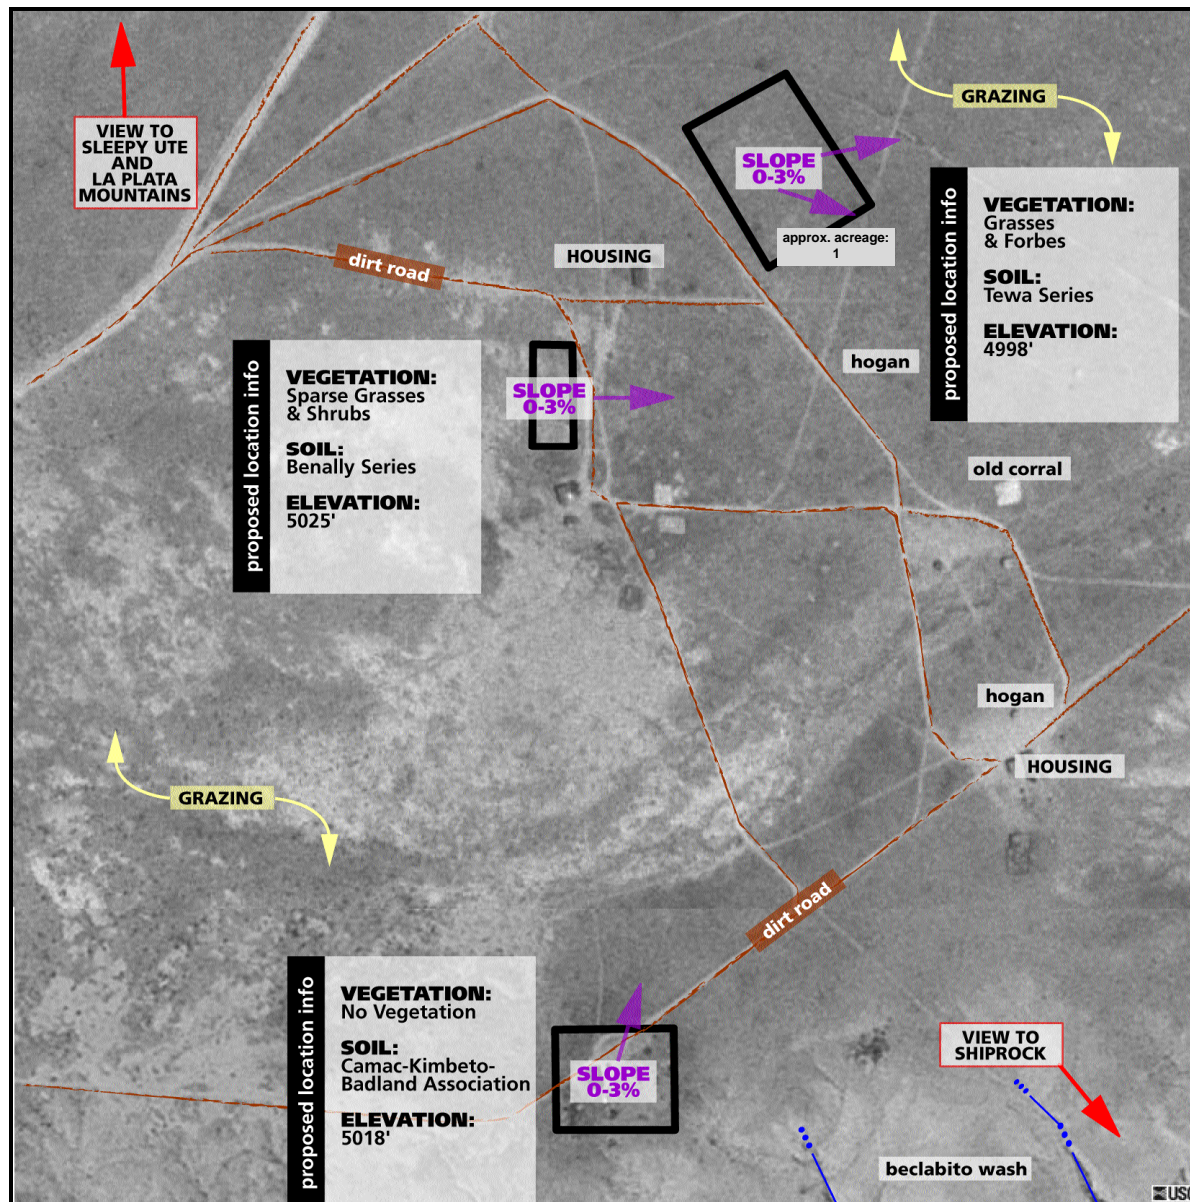 GRAZING
VIEW TO
SLEEPY UTE
AND
LA PLATA
MOUNTAINS
SLOPE
0-3%
approx. acreage:
1
proposed location info
VEGETATION:
Grasses
& Forbes
SOIL:
Tewa Series
ELEVATION:
4998'
HOUSING
dirt road
hogan
proposed location info
VEGETATION:
Sparse Grasses
& Shrubs
SOIL:
Benally Series
ELEVATION:
5025'
SLOPE
0-3%
old corral
hogan
HOUSING
GRAZING
dirt road
proposed location info
VEGETATION:
No Vegetation
SOIL:
Camac-Kimbeto-
Badland Association
ELEVATION:
5018'
SLOPE
0-3%
VIEW TO
SHIPROCK
beclabito wash